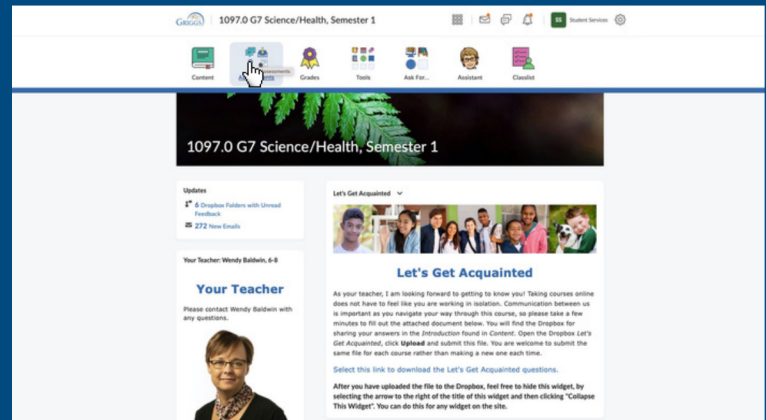 GRIGGS
1097.0 G7 Science/Health, Semester 1
SS
Student Services
Content
Assessments
Grades
Tools
Ask For...
Assistant
Classlist
1097.0 G7 Science/Health, Semester 1
Updates
6 Dropbox Folders with Unread
Feedback
272 New Emails
Your Teacher: Wendy Baldwin, 6-8
Your Teacher
Please contact Wendy Baldwin with
any questions.
Let's Get Acquainted
Let's Get Acquainted
As your teacher, I am looking forward to getting to know you! Taking courses online
does not have to feel like you are working in isolation. Communication between us
is important as you navigate your way through this course, so please take a few
minutes to fill out the attached document below. You will find the Dropbox for
sharing your answers in the Introduction found in Content. Open the Dropbox Let's
Get Acquainted, click Upload and submit this file. You are welcome to submit the
same file for each course rather than making a new one each time.
Select this link to download the Let's Get Acquainted questions.
After you have uploaded the file to the Dropbox, feel free to hide this widget, by
selecting the arrow to the right of the title of this widget and then clicking "Collapse
This Widget". You can do this for any widget on the site.